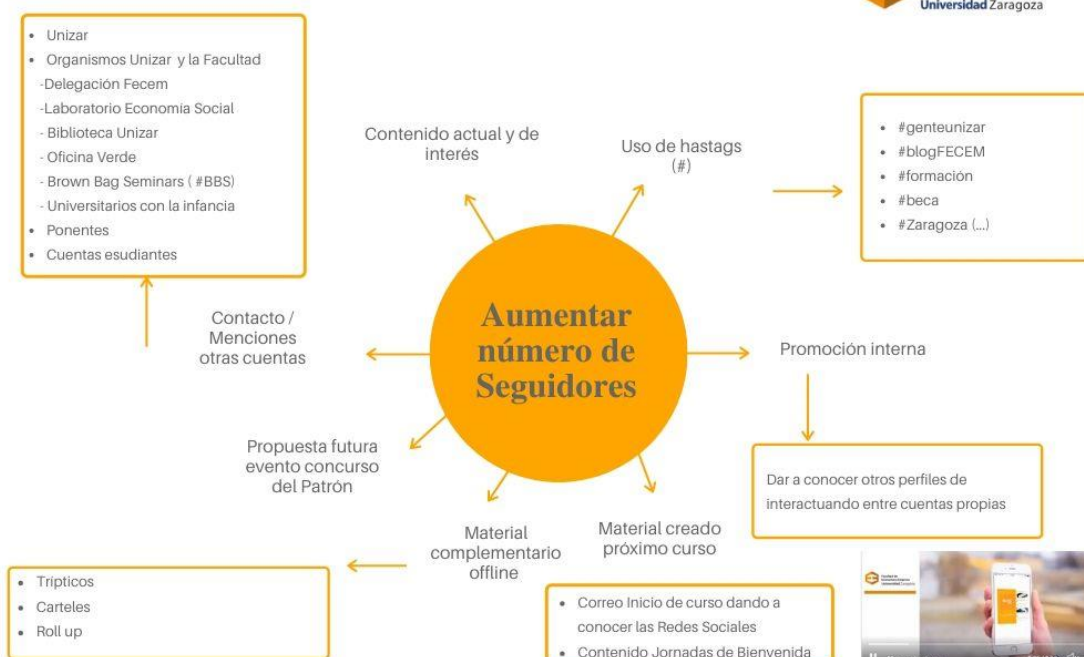 Universidad Zaragoza
• Unizar
• Organismos Unizar y la Facultad
-Delegación Fecem
-Laboratorio Economía Social
- Biblioteca Unizar
- Oficina Verde
- Brown Bag Seminars ( #BBS)
- Universitarios con la infancia
• Ponentes
• Cuentas esudiantes
Contenido actual y de
interés
Uso de hastags
(#)
• #genteunizar
• #blogFECEM
• #formación
• #beca
• #Zaragoza (...)
Contacto /
Menciones
otras cuentas
Aumentar
número de
Seguidores
Promoción interna
Dar a conocer otros perfiles de
interactuando entre cuentas propias
Propuesta futura
evento concurso
del Patrón
Material
complementario
offline
Material creado
próximo curso
• Trípticos
• Carteles
• Roll up
• Correo Inicio de curso dando a
conocer las Redes Sociales
• Contenido Jornadas de Bienvenida